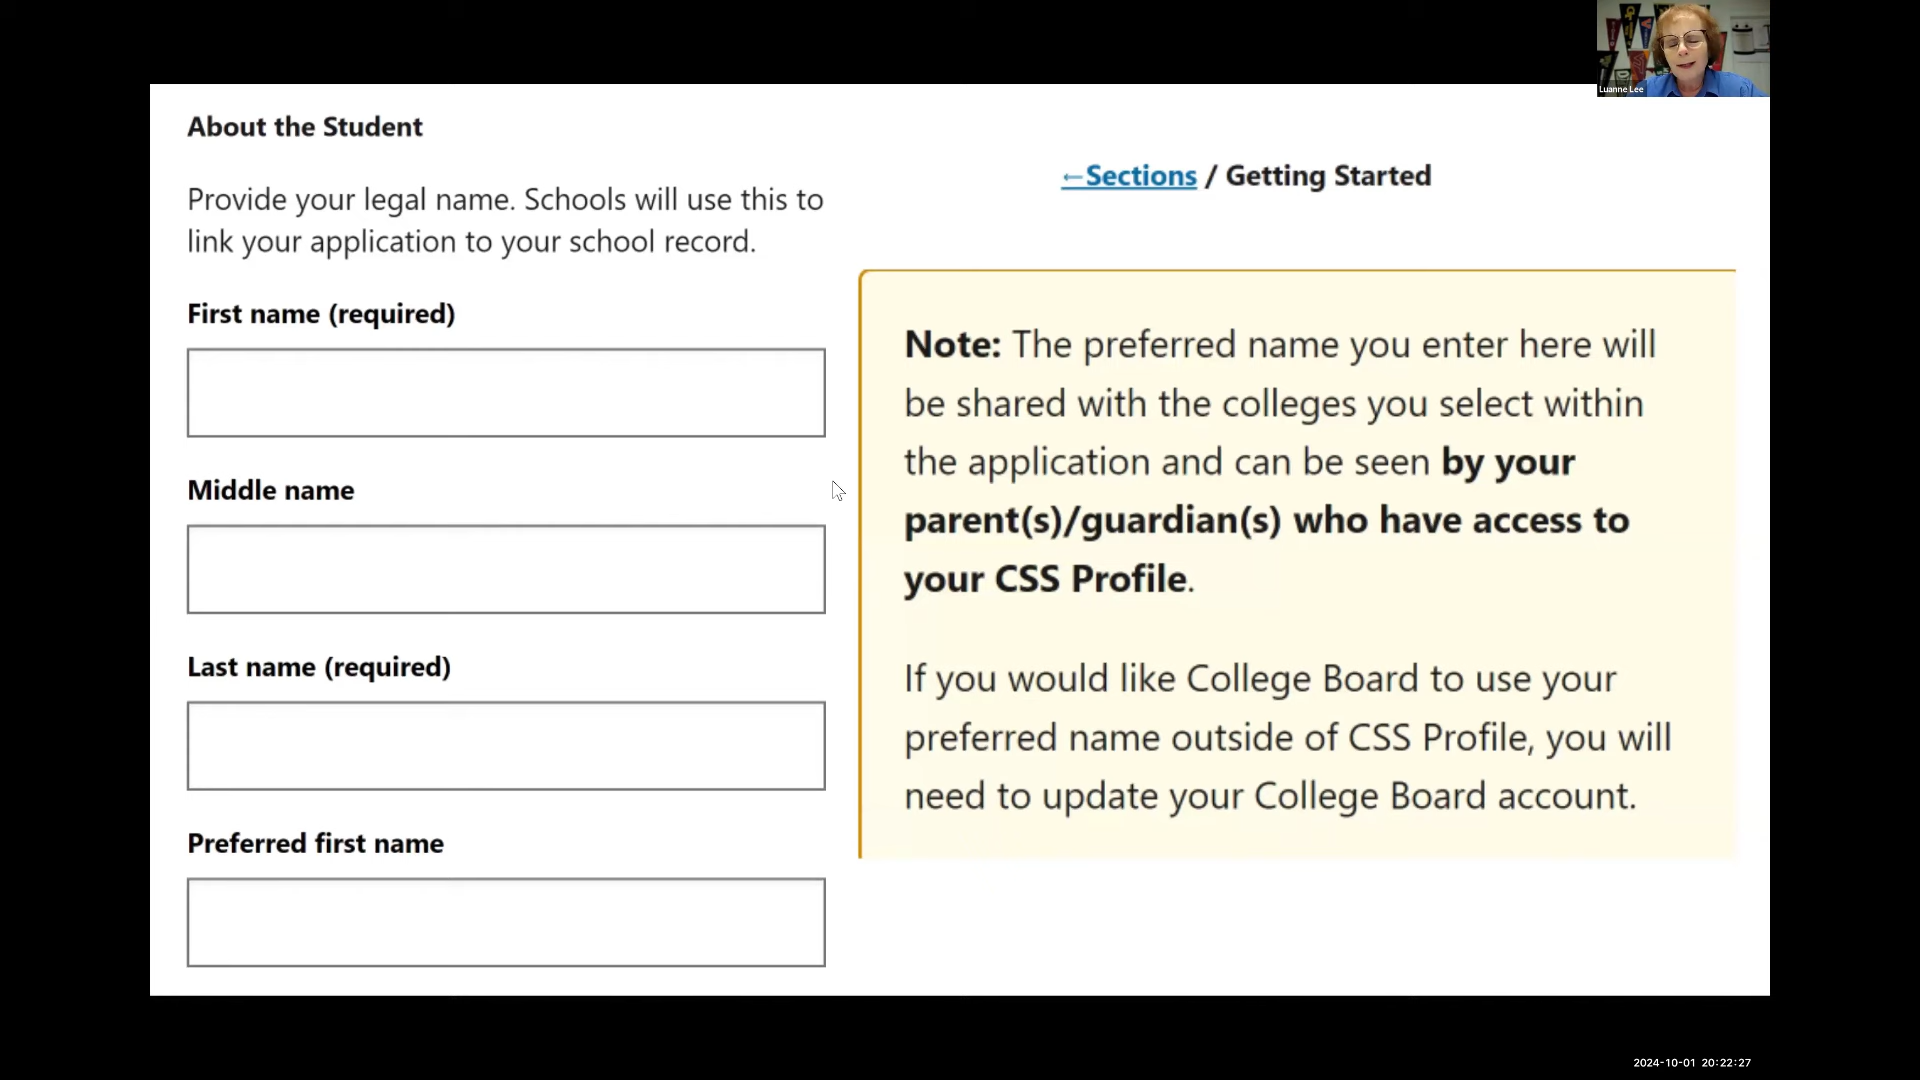 Luanne Lee
About the Student
Provide your legal name. Schools will use this to
link your application to your school record.
First name (required)
Middle name
Last name (required)
Preferred first name
←Sections / Getting Started
Note: The preferred name you enter here will
be shared with the colleges you select within
the application and can be seen by your
parent(s)/guardian(s) who have access to
your CSS Profile.
If you would like College Board to use your
preferred name outside of CSS Profile, you will
need to update your College Board account.
2024-10-01 20:22:27